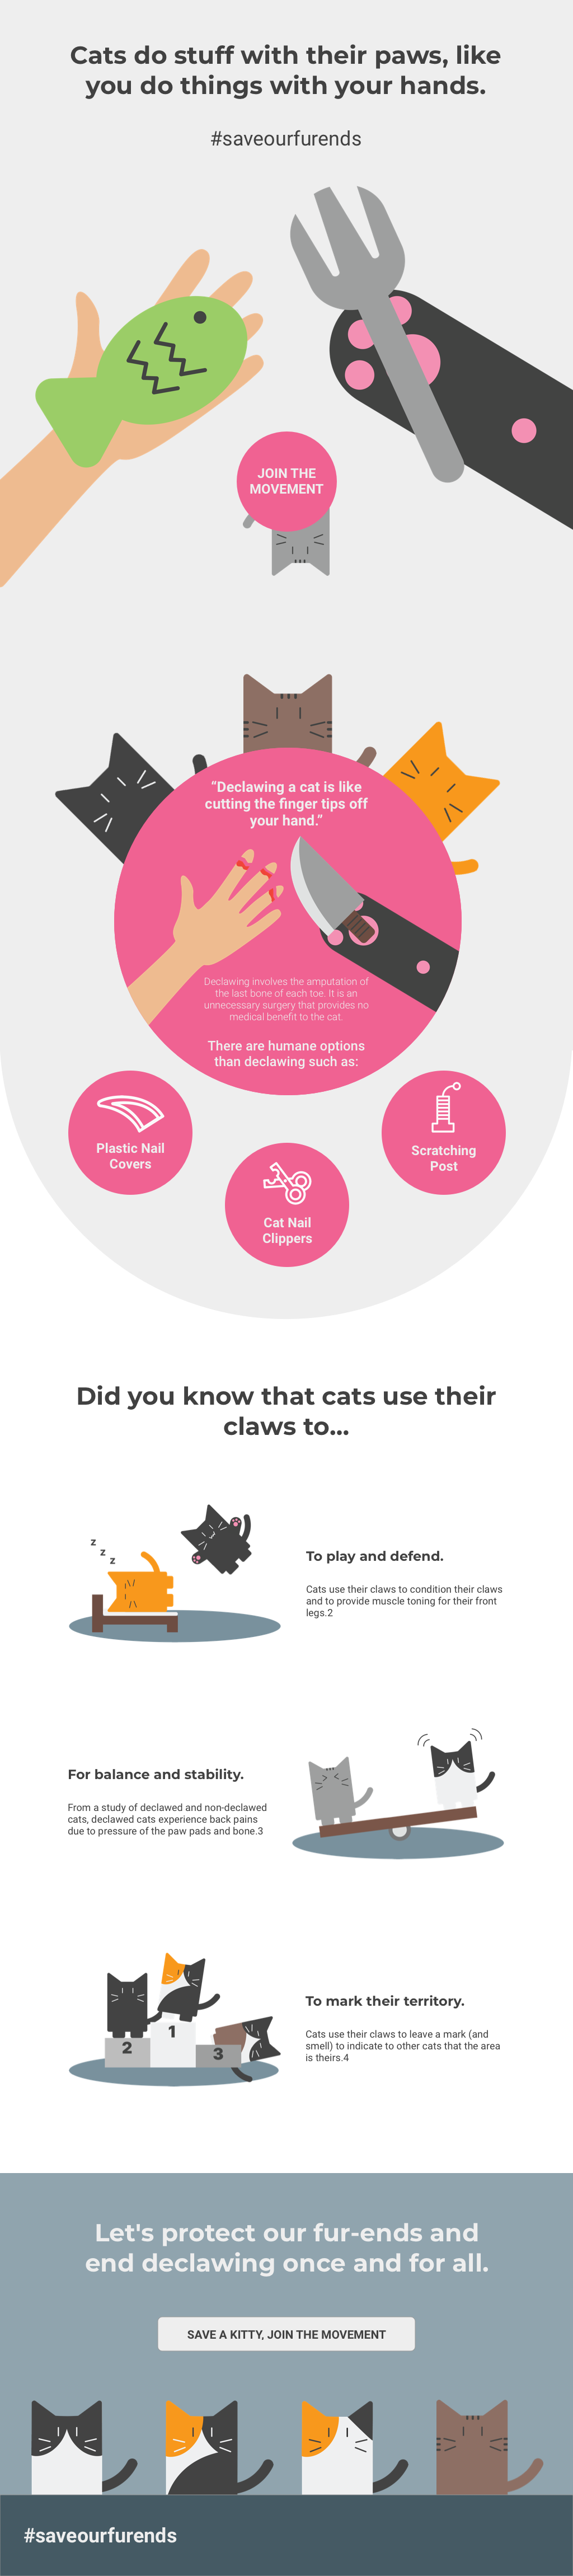 Cats do stuff with their paws, like
you do things with your hands.
#saveourfurends
JOIN THE
MOVEMENT
“Declawing a cat is like
cutting the finger tips off
your hand.”
Declawing involves the amputation of
the last bone of each toe. It is an
unnecessary surgery that provides no
medical benefit to the cat.
There are humane options
than declawing such as:
Plastic Nail
Covers
Cat Nail
Clippers
Scratching
Post
Did you know that cats use their
claws to...
z
z
z
To play and defend.
Cats use their claws to condition their claws
and to provide muscle toning for their front
legs.2
For balance and stability.
From a study of declawed and non-declawed
cats, declawed cats experience back pains
due to pressure of the paw pads and bone.3
2
1
3
To mark their territory.
Cats use their claws to leave a mark (and
smell) to indicate to other cats that the area
is theirs.4
Let's protect our fur-ends and
end declawing once and for all.
SAVE A KITTY, JOIN THE MOVEMENT
#saveourfurends